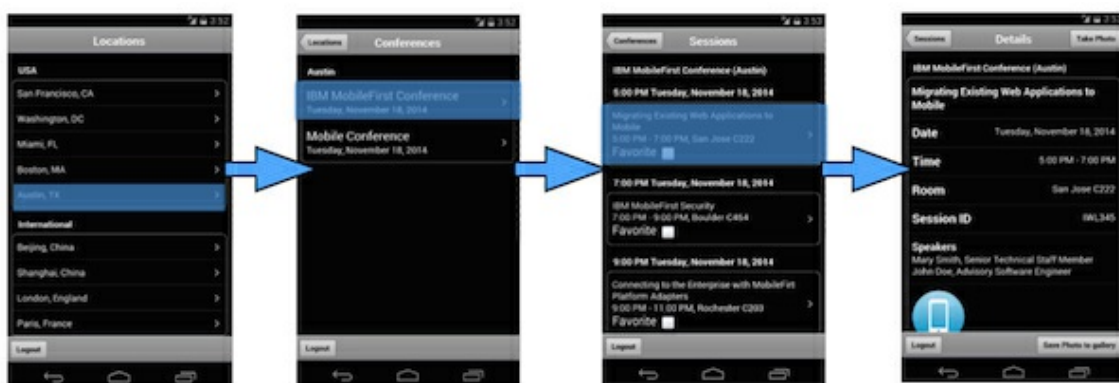 3:52
Locations
USA
San Francisco, CA
Washington, DC
Miami, FL
Boston, MA
Austin, TX
International
Beijing, China
Shanghai, China
London, England
Paris, France
Logout
3:52
Locations
Conferences
Austin
IBM MobileFirst Conference
Tuesday, November 18, 2014
Mobile Conference
Tuesday, November 18, 2014
Logout
3:53
Conferences
Sessions
IBM MobileFirst Conference (Austin)
5:00 PM Tuesday, November 18, 2014
Migrating Existing Web Applications to
Mobile
5:00 PM - 7:00 PM, San Jose C222
Favorite
7:00 PM Tuesday, November 18, 2014
IBM MobileFirst Security
7:00 PM - 9:00 PM, Boulder C464
Favorite
9:00 PM Tuesday, November 18, 2014
Connecting to the Enterprise with MobileFirt
Platform Adapters
9:00 PM - 11:00 PM, Rochester C203
Favorite
Logout
Sessions
Details
Take Photo
IBM MobileFirst Conference (Austin)
Migrating Existing Web Applications to
Mobile
Date
Tuesday, November 18, 2014
Time
5:00 PM - 7:00 PM
Room
San Jose C222
Session ID
IWL345
Speakers
Mary Smith, Senior Technical Staff Member
John Doe, Advisory Software Engineer
Logout
Save Photo to gallery